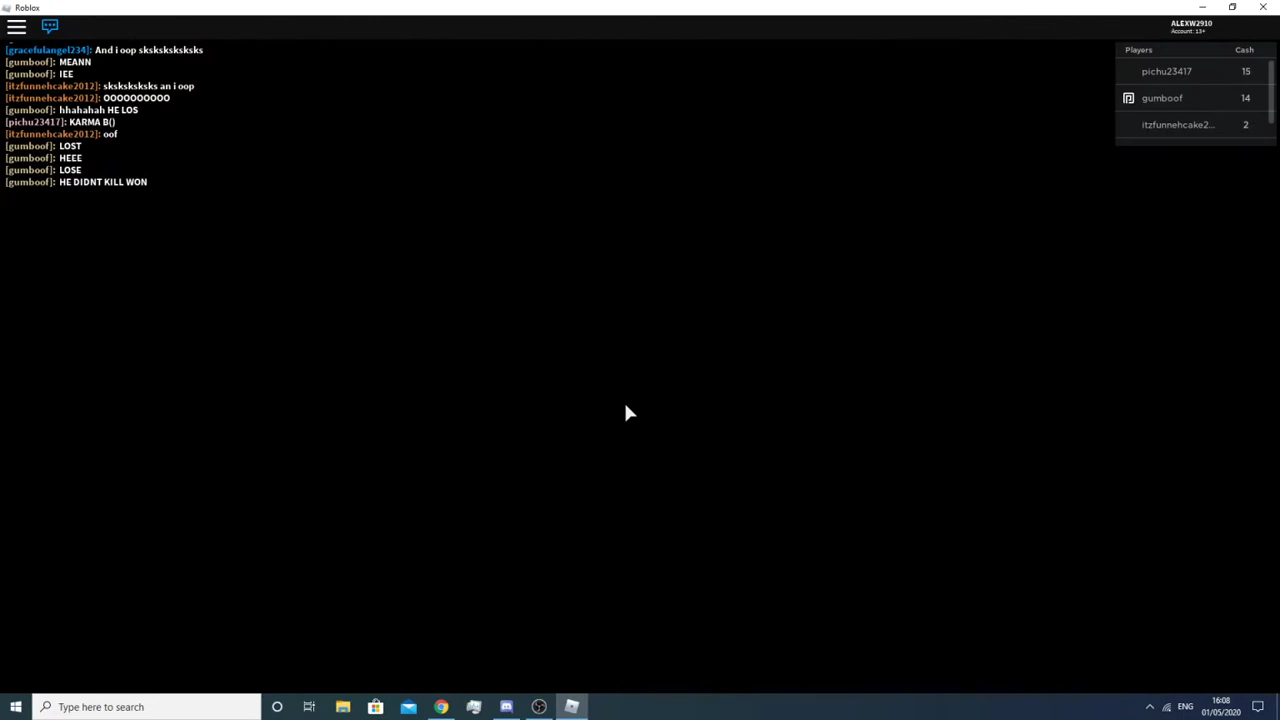 Roblox
ALEXW2910
Account: 13+
[gracefulangel234]: And i oop sksksksksksks
[gumboof]: MEANN
[gumboof]: IEE
[itzfunnehcake2012]: sksksksksks an i oop
[itzfunnehcake2012]: OOOOOOOOOO
[gumboof]: hhahahah HE LOS
[pichu23417]: KARMA B()
[itzfunnehcake2012]: oof
[gumboof]: LOST
[gumboof]: HEEE
[gumboof]: LOSE
[gumboof]: HE DIDNT KILL WON
Players Cash
pichu23417 15
gumboof 14
itzfunnehcake2... 2
Type here to search
ENG
16:08
01/05/2020